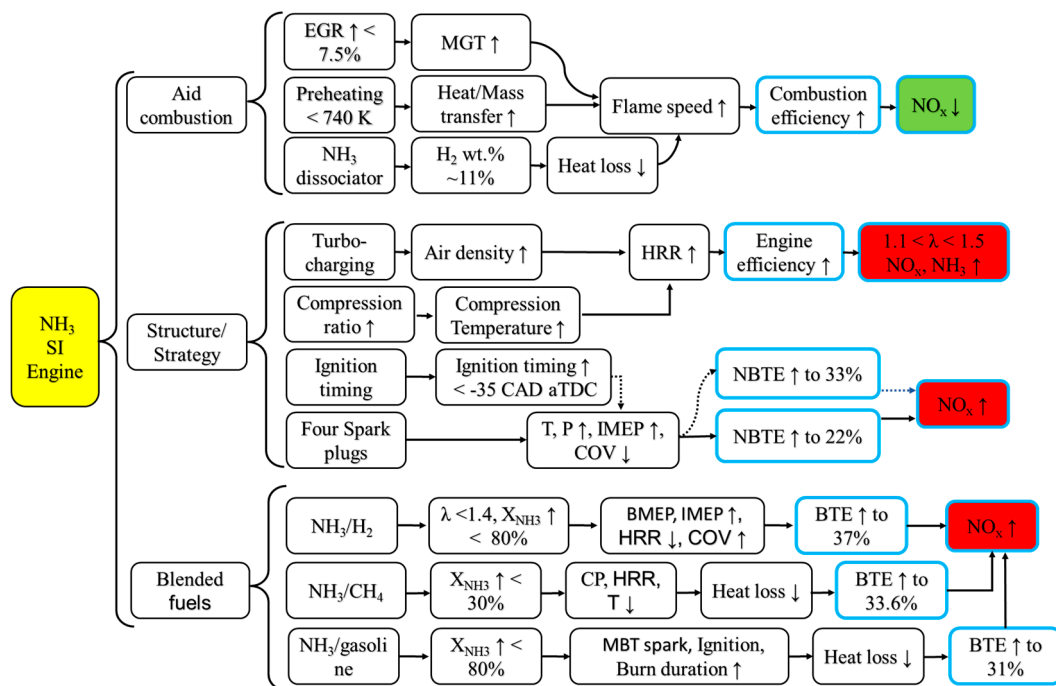 EGR ↑ <
7.5%
MGT ↑
Aid
combustion
Preheating
< 740 K
Heat/Mass
transfer ↑
Flame speed ↑
Combustion
efficiency ↑
NOₓ ↓
NH₃
dissociator
H₂ wt.%
~11%
Heat loss ↓
Turbo-
charging
Air density ↑
HRR ↑
Engine
efficiency ↑
1.1 < λ < 1.5
NOₓ, NH₃ ↑
NH₃
SI
Engine
Structure/
Strategy
Compression
ratio ↑
Compression
Temperature ↑
Ignition
timing
Ignition timing ↑
< -35 CAD aTDC
NBTE ↑ to 33%
NOₓ ↑
Four Spark
plugs
T, P ↑, IMEP ↑,
COV ↓
NBTE ↑ to 22%
NH₃/H₂
λ <1.4, X_NH3 ↑
< 80%
BMEP, IMEP ↑,
HRR ↓, COV ↑
BTE ↑ to
37%
NOₓ ↑
Blended
fuels
NH₃/CH₄
X_NH3 ↑ <
30%
CP, HRR,
T ↓
Heat loss ↓
BTE ↑ to
33.6%
NH₃/gasoli
ne
X_NH3 ↑ <
80%
MBT spark, Ignition,
Burn duration ↑
Heat loss ↓
BTE ↑ to
31%